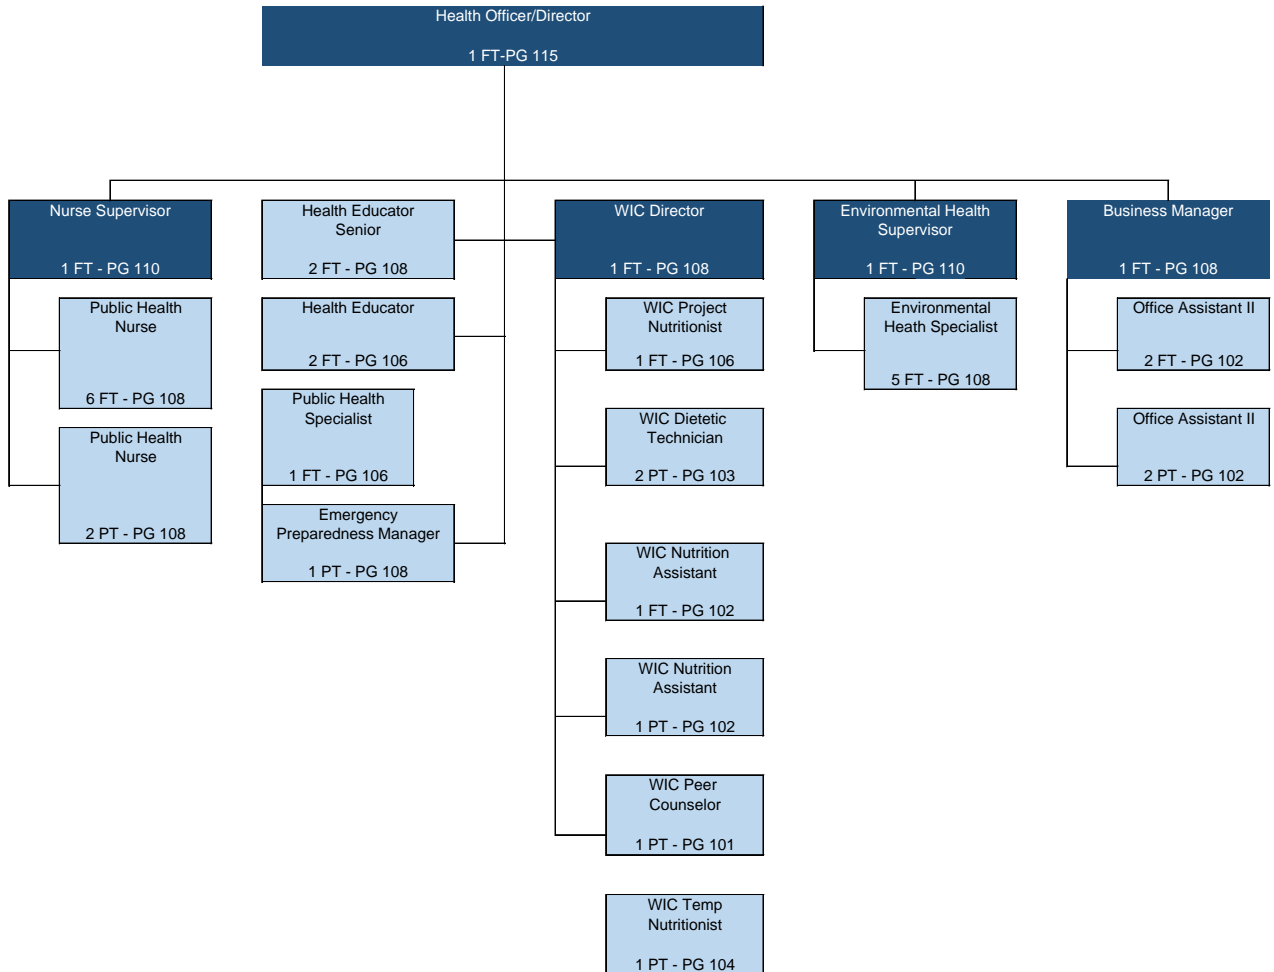 Health Officer/Director
1 FT-PG 115
Nurse Supervisor
1 FT - PG 110
Public Health
Nurse
6 FT - PG 108
Public Health
Nurse
2 PT - PG 108
Health Educator
Senior
2 FT - PG 108
Health Educator
2 FT - PG 106
Public Health
Specialist
1 FT - PG 106
Emergency
Preparedness Manager
1 PT - PG 108
WIC Director
1 FT - PG 108
WIC Project
Nutritionist
1 FT - PG 106
WIC Dietetic
Technician
2 PT - PG 103
WIC Nutrition
Assistant
1 FT - PG 102
WIC Nutrition
Assistant
1 PT - PG 102
WIC Peer
Counselor
1 PT - PG 101
WIC Temp
Nutritionist
1 PT - PG 104
Environmental Health
Supervisor
1 FT - PG 110
Environmental
Heath Specialist
5 FT - PG 108
Business Manager
1 FT - PG 108
Office Assistant II
2 FT - PG 102
Office Assistant II
2 PT - PG 102